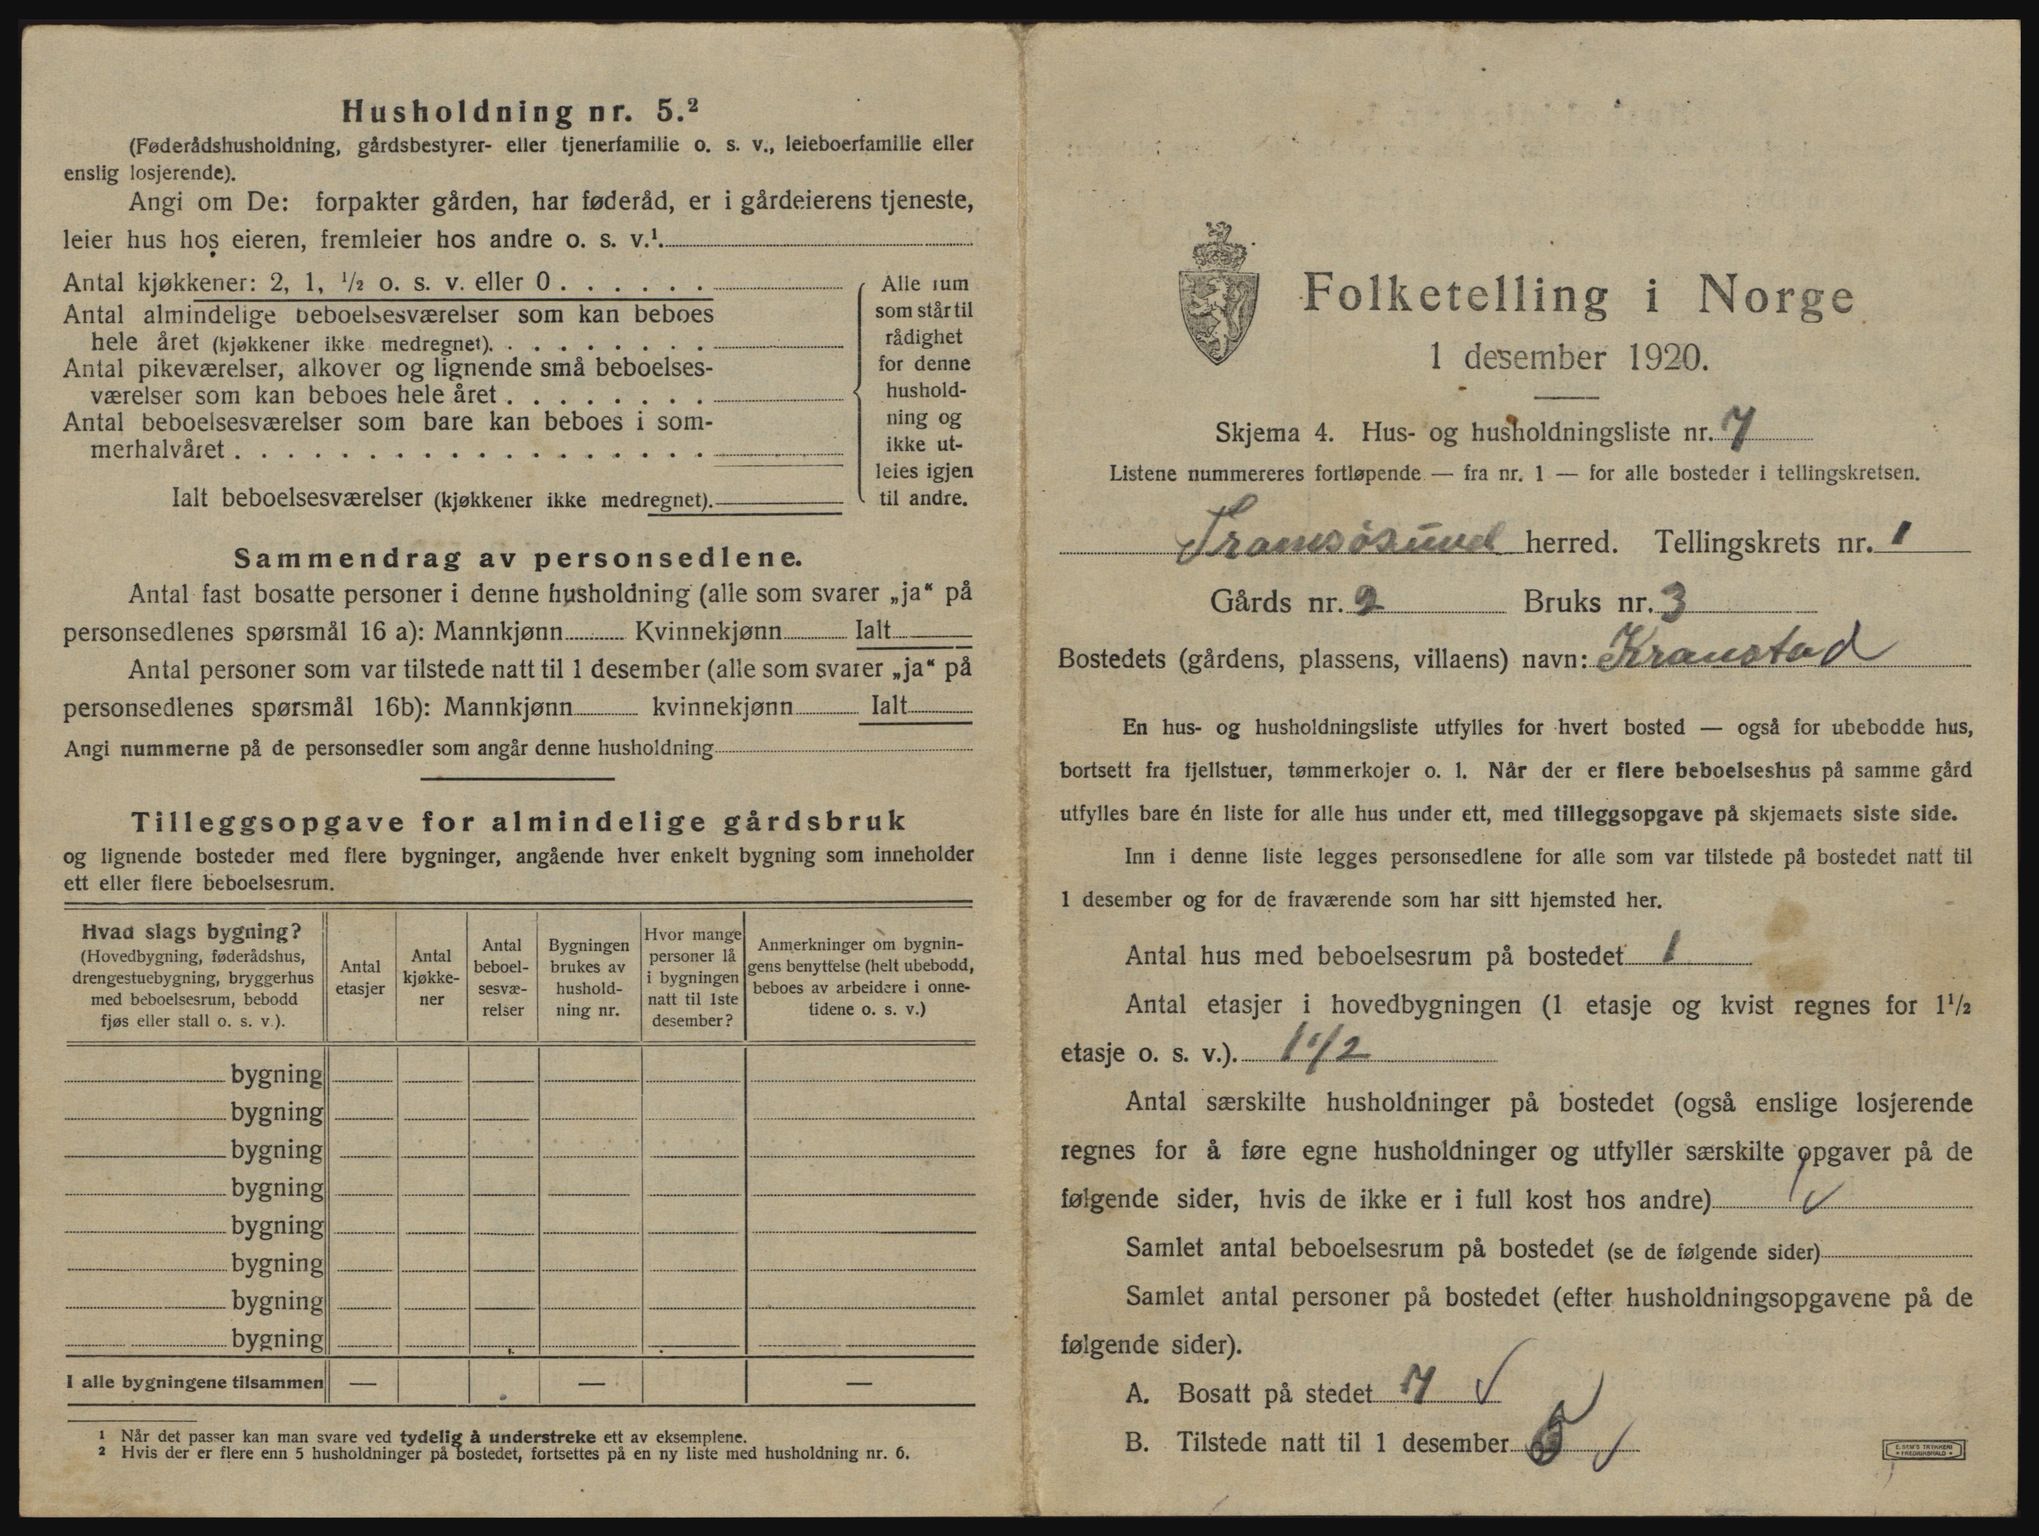 Husholdning nr. 5.²
(Føderådshusholdning, gårdsbestyrer- eller tjenerfamilie o. s. v., leieboerfamilie eller
enslig losjerende).
Angi om De: forpakter gården, har føderåd, er i gårdeierens tjeneste,
leier hus hos eieren, fremleier hos andre o. s. v.¹
Antal kjøkkener: 2, 1, ½ o. s. v. eller 0 . . . . . .
Antal almindelige beboelsesværelser som kan beboes
hele året (kjøkkener ikke medregnet). . . . . . . . .
Antal pikeværelser, alkover og lignende små beboelses-
værelser som kan beboes hele året . . . . . . . .
Antal beboelsesværelser som bare kan beboes i som-
merhalvåret . . . . . . . . . . . . . . . . . .
Ialt beboelsesværelser (kjøkkener ikke medregnet).
Alle rum
som står til
rådighet
for denne
hushold-
ning og
ikke ut-
leies igjen
til andre.
Sammendrag av personsedlene.
Antal fast bosatte personer i denne husholdning (alle som svarer „ja“ på
personsedlenes spørsmål 16 a): Mannkjønn Kvinnekjønn Ialt
Antal personer som var tilstede natt til 1 desember (alle som svarer „ja“ på
personsedlenes spørsmål 16b): Mannkjønn kvinnekjønn Ialt
Angi nummerne på de personsedler som angår denne husholdning
Tilleggsopgave for almindelige gårdsbruk
og lignende bosteder med flere bygninger, angående hver enkelt bygning som inneholder
ett eller flere beboelsesrum.
Hvad slags bygning?
(Hovedbygning, føderådshus,
drengestuebygning, bryggerhus
med beboelsesrum, bebodd
fjøs eller stall o. s. v.).
Antal
etasjer
Antal
kjøkke-
ner
Antal
beboel-
sesvæ-
relser
Bygningen
brukes av
hushold-
ning nr.
Hvor mange
personer lå
i bygningen
natt til 1ste
desember?
Anmerkninger om bygnin-
gens benyttelse (helt ubebodd,
beboes av arbeidere i onne-
tidene o. s. v.)
bygning
bygning
bygning
bygning
bygning
bygning
bygning
bygning
I alle bygningene tilsammen — — —
¹ Når det passer kan man svare ved tydelig å understreke ett av eksemplene.
² Hvis der er flere enn 5 husholdninger på bostedet, fortsettes på en ny liste med husholdning nr. 6.
Folketelling i Norge
1 desember 1920.
Skjema 4. Hus- og husholdningsliste nr. 7
Listene nummereres fortløpende — fra nr. 1 — for alle bosteder i tellingskretsen.
Tromsøsund herred. Tellingskrets nr. 1
Gårds nr. 2 Bruks nr. 3
Bostedets (gårdens, plassens, villaens) navn: Kranstad
En hus- og husholdningsliste utfylles for hvert bosted — også for ubebodde hus,
bortsett fra fjellstuer, tømmerkojer o. l. Når der er flere beboelseshus på samme gård
utfylles bare én liste for alle hus under ett, med tilleggsopgave på skjemaets siste side.
Inn i denne liste legges personsedlene for alle som var tilstede på bostedet natt til
1 desember og for de fraværende som har sitt hjemsted her.
Antal hus med beboelsesrum på bostedet 1
Antal etasjer i hovedbygningen (1 etasje og kvist regnes for 1½
etasje o. s. v.). 1 1/2
Antal særskilte husholdninger på bostedet (også enslige losjerende
regnes for å føre egne husholdninger og utfyller særskilte opgaver på de
følgende sider, hvis de ikke er i full kost hos andre) 1
Samlet antal beboelsesrum på bostedet (se de følgende sider)
Samlet antal personer på bostedet (efter husholdningsopgavene på de
følgende sider).
A. Bosatt på stedet 7
B. Tilstede natt til 1 desember
E. SEM'S TRYKKERI
FREDRIKSHALD